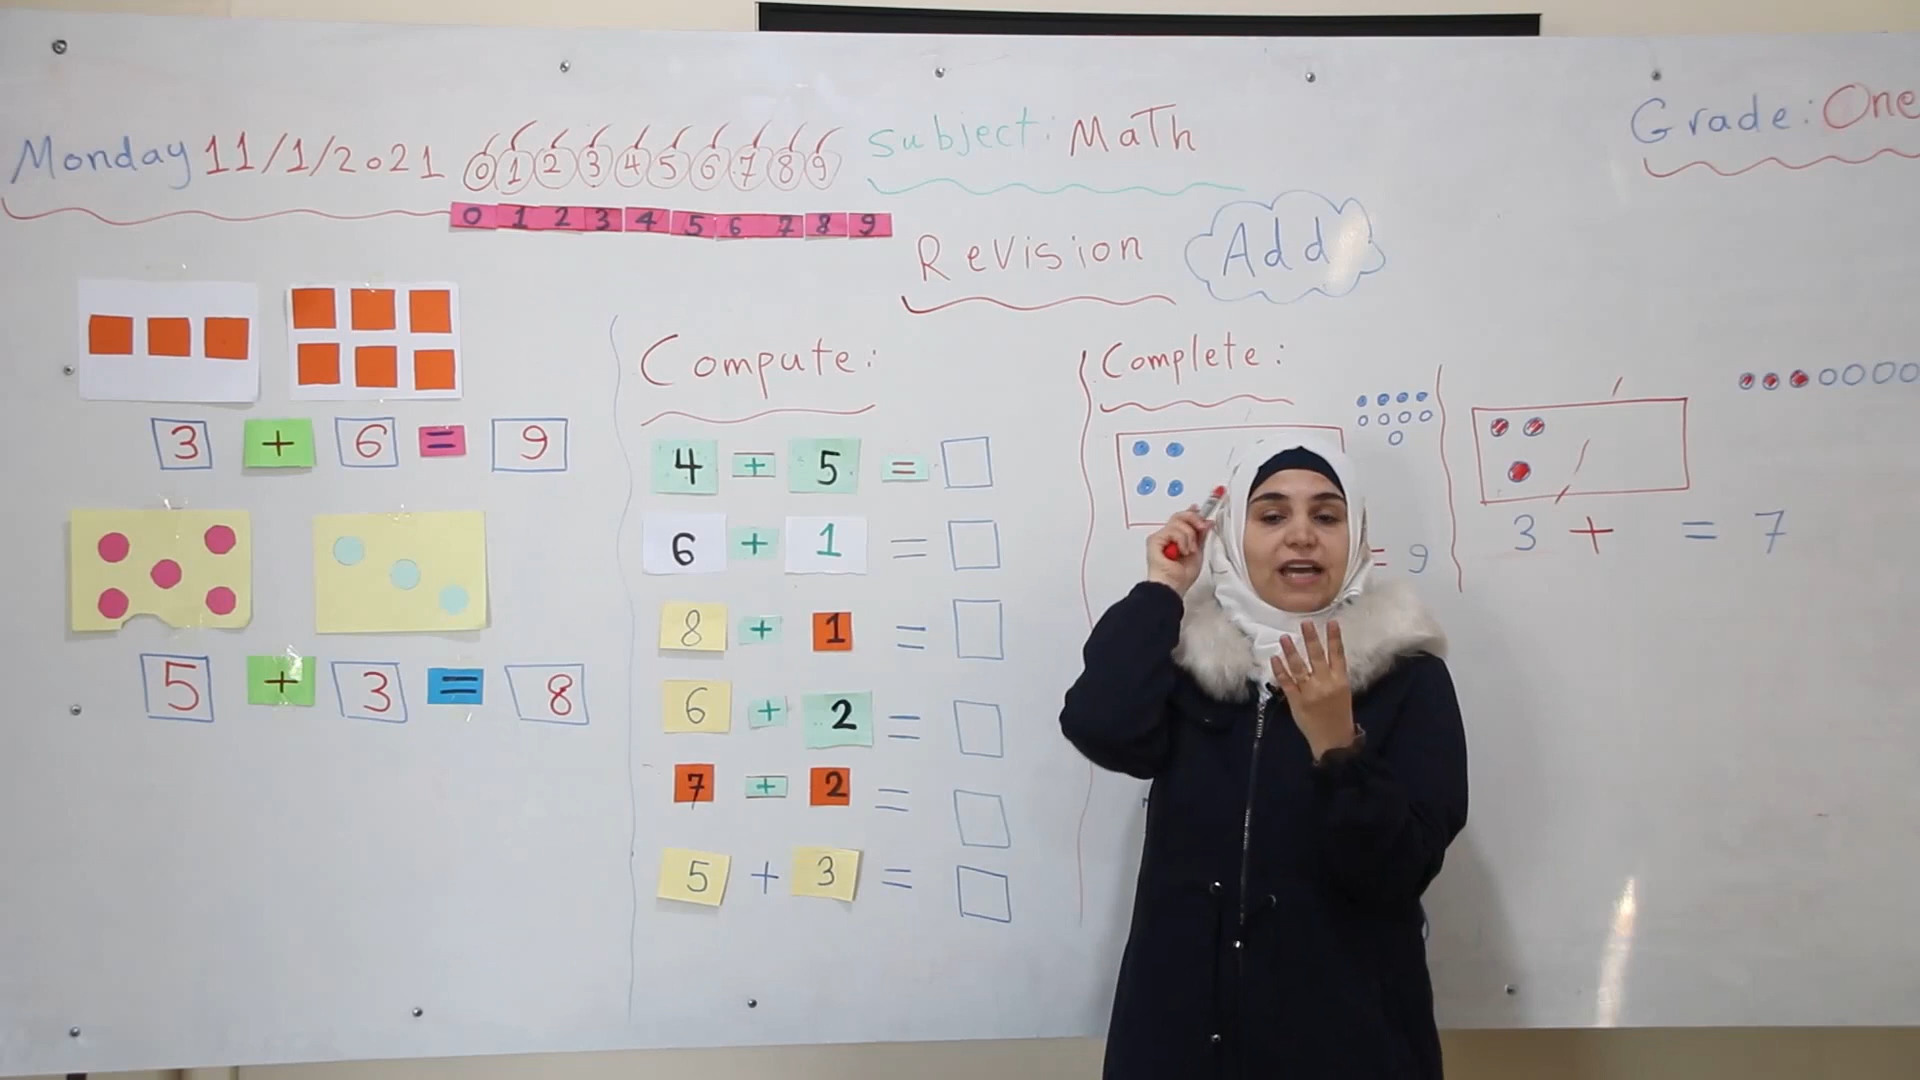 Monday 11/1/2021
0 1 2 3 4 5 6 7 8 9
Subject: Math
Grade: One
0 1 2 3 4 5 6 7 8 9
Revision
Add
3 + 6 = 9
5 + 3 = 8
Compute:
4 + 5 =
6 + 1 =
8 + 1 =
6 + 2 =
7 + 2 =
5 + 3 =
Complete:
= 9
3 + = 7